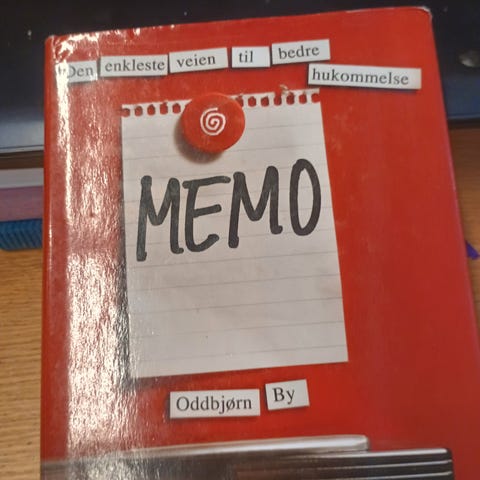 Den enkleste veien til bedre
hukommelse
MEMO
Oddbjørn By